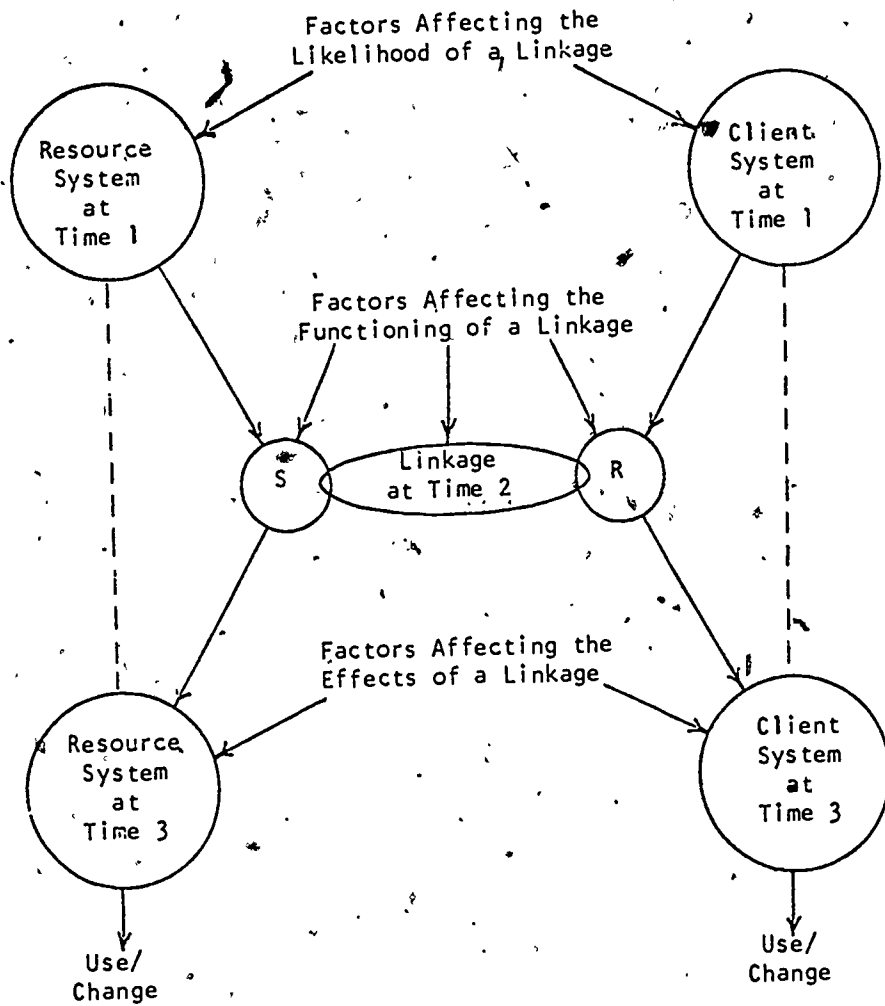 Factors Affecting the
Likelihood of a Linkage
Resource
System
at
Time 1
Client
System
at
Time 1
Factors Affecting the
Functioning of a Linkage
S
Linkage
at Time 2
R
Factors Affecting the
Effects of a Linkage
Resource
System
at
Time 3
Client
System
at
Time 3
Use/
Change
Use/
Change